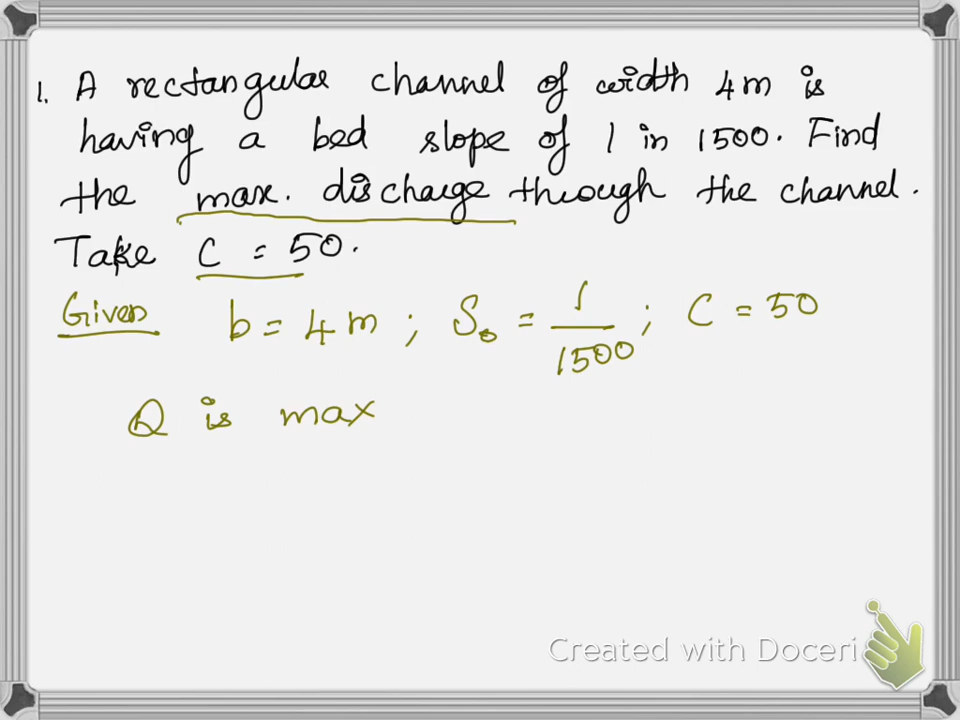 1. A rectangular channel of width 4m is
having a bed slope of 1 in 1500. Find
the max. discharge through the channel.
Take C = 50.
Given b = 4 m ; S₀ = 1/1500 ; C = 50
Q is max
Created with Doceri